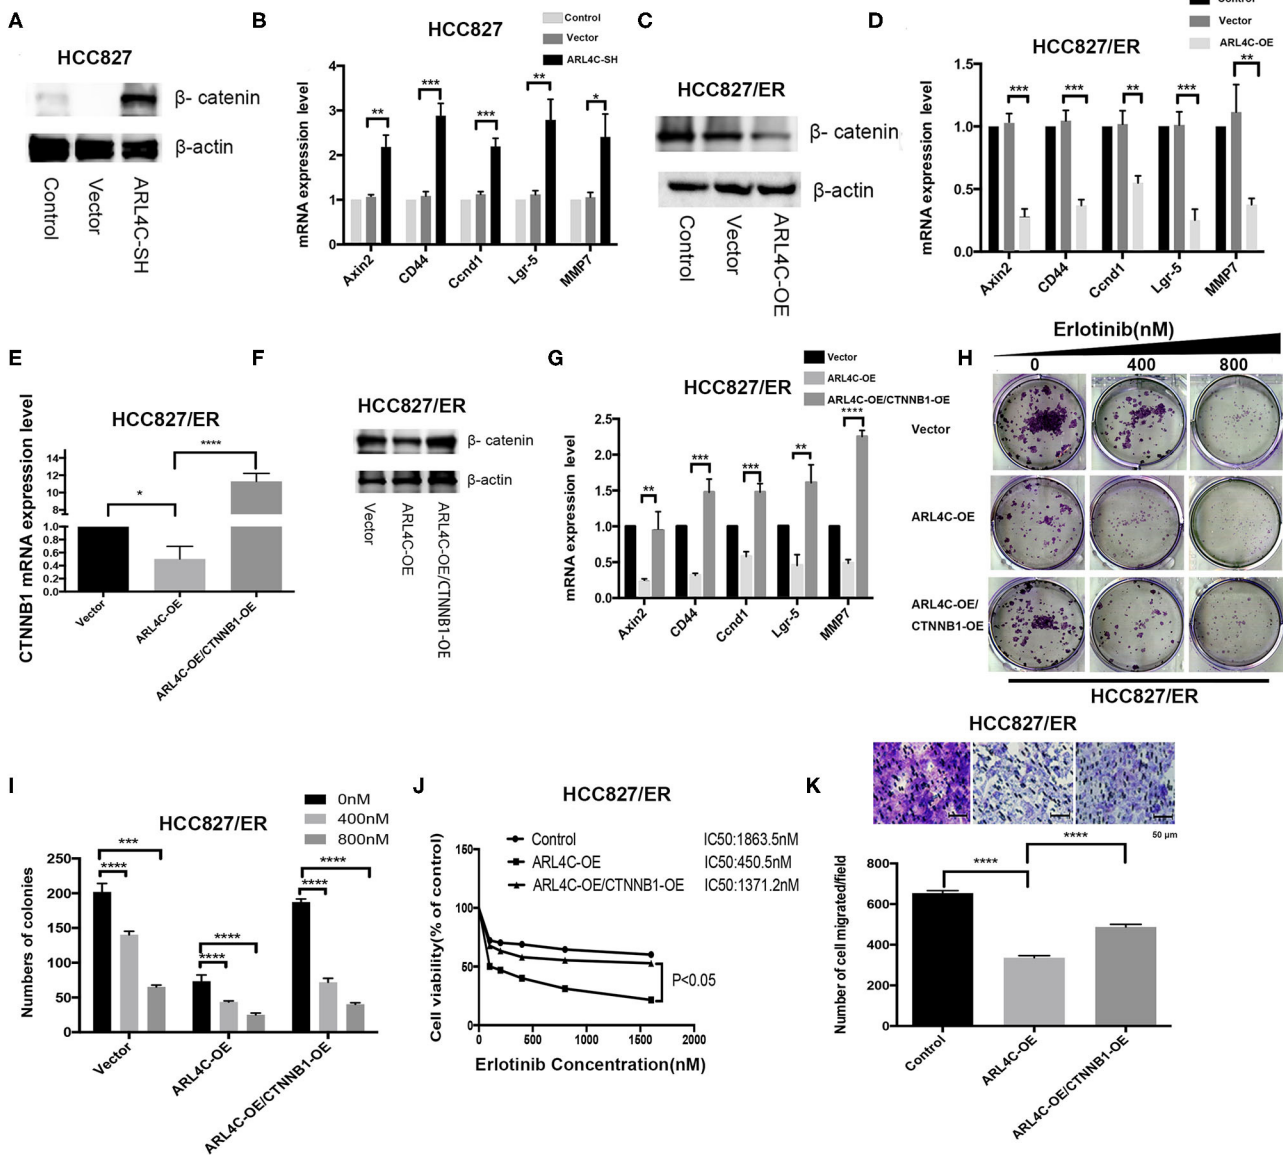 A
HCC827
β- catenin
β-actin
Control
Vector
ARL4C-SH
B
HCC827
Control
Vector
ARL4C-SH
mRNA expression level
4
3
2
1
0
**
***
***
**
*
Axin2
CD44
Ccnd1
Lgr-5
MMP7
C
HCC827/ER
β- catenin
β-actin
Control
Vector
ARL4C-OE
D
Control
Vector
ARL4C-OE
HCC827/ER
mRNA expression level
1.5
1.0
0.5
0.0
***
***
**
***
**
Axin2
CD44
Ccnd1
Lgr-5
MMP7
E
HCC827/ER
CTNNB1 mRNA expression level
14
12
10
8
1.0
0.8
0.6
0.4
0.2
0.0
*
****
Vector
ARL4C-OE
ARL4C-OE/CTNNB1-OE
F
HCC827/ER
β- catenin
β-actin
Vector
ARL4C-OE
ARL4C-OE/CTNNB1-OE
G
Vector
ARL4C-OE
ARL4C-OE/CTNNB1-OE
HCC827/ER
mRNA expression level
2.5
2.0
1.5
1.0
0.5
0.0
**
***
***
**
****
Axin2
CD44
Ccnd1
Lgr-5
MMP7
H
Erlotinib(nM)
0 400 800
Vector
ARL4C-OE
ARL4C-OE/
CTNNB1-OE
HCC827/ER
I
0nM
400nM
800nM
HCC827/ER
Numbers of colonies
250
200
150
100
50
0
***
****
****
****
****
****
Vector
ARL4C-OE
ARL4C-OE/CTNNB1-OE
J
HCC827/ER
Control IC50:1863.5nM
ARL4C-OE IC50:450.5nM
ARL4C-OE/CTNNB1-OE IC50:1371.2nM
Cell viability(% of control)
150
100
50
0
P<0.05
0 500 1000 1500 2000
Erlotinib Concentration(nM)
K
HCC827/ER
50 μm
Number of cell migrated/field
800
600
400
200
0
****
****
Control
ARL4C-OE
ARL4C-OE/CTNNB1-OE